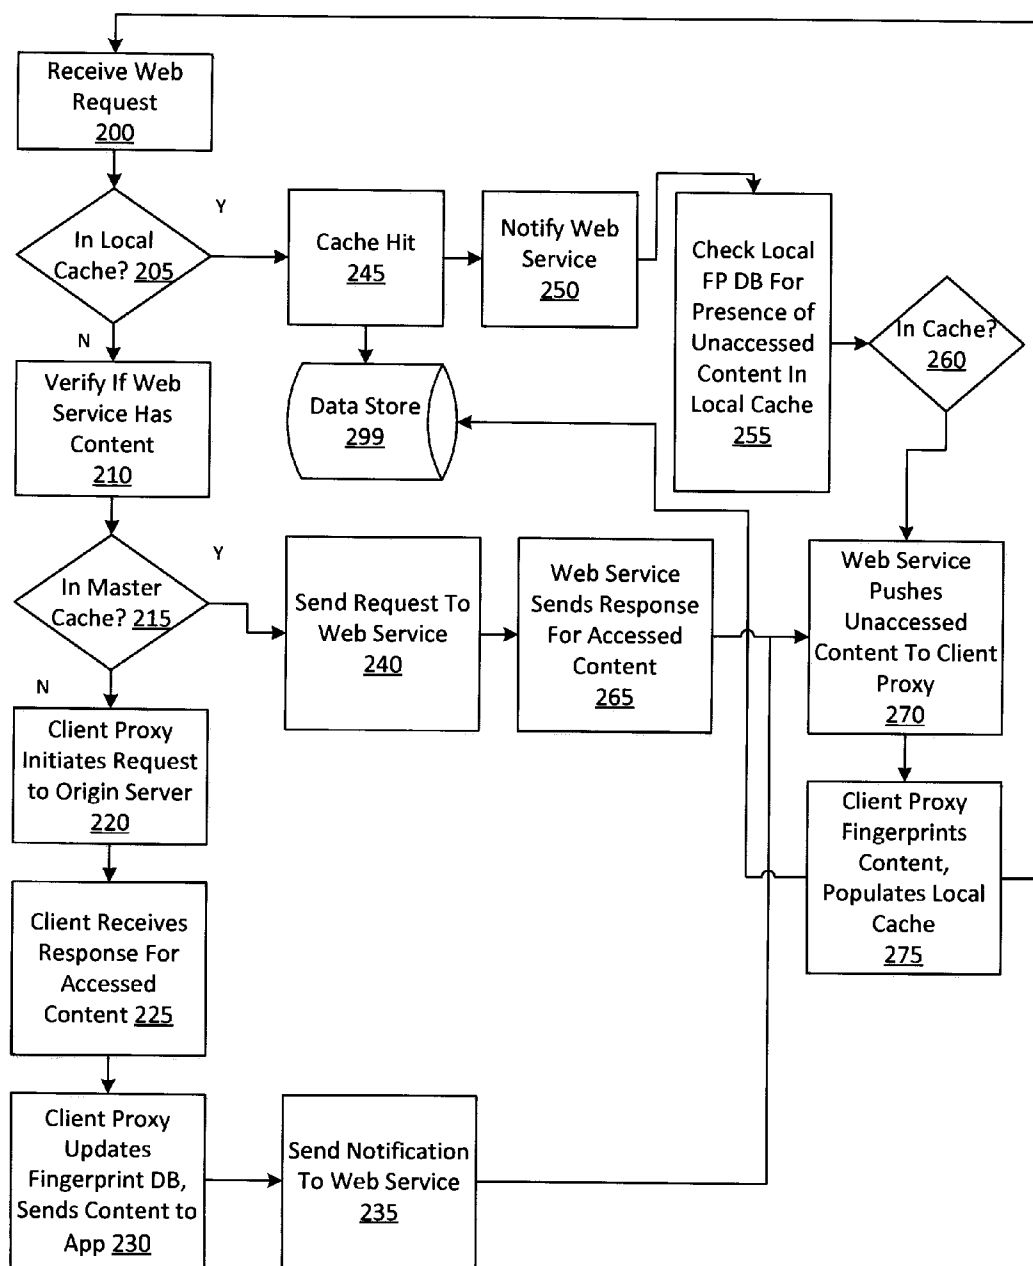 Receive Web
Request
200
In Local
Cache? 205
Y
N
Cache Hit
245
Notify Web
Service
250
Check Local
FP DB For
Presence of
Unaccessed
Content In
Local Cache
255
In Cache?
260
Data Store
299
Verify If Web
Service Has
Content
210
In Master
Cache? 215
Y
N
Send Request To
Web Service
240
Web Service
Sends Response
For Accessed
Content
265
Web Service
Pushes
Unaccessed
Content To Client
Proxy
270
Client Proxy
Initiates Request
to Origin Server
220
Client Proxy
Fingerprints
Content,
Populates Local
Cache
275
Client Receives
Response For
Accessed
Content 225
Client Proxy
Updates
Fingerprint DB,
Sends Content to
App 230
Send Notification
To Web Service
235